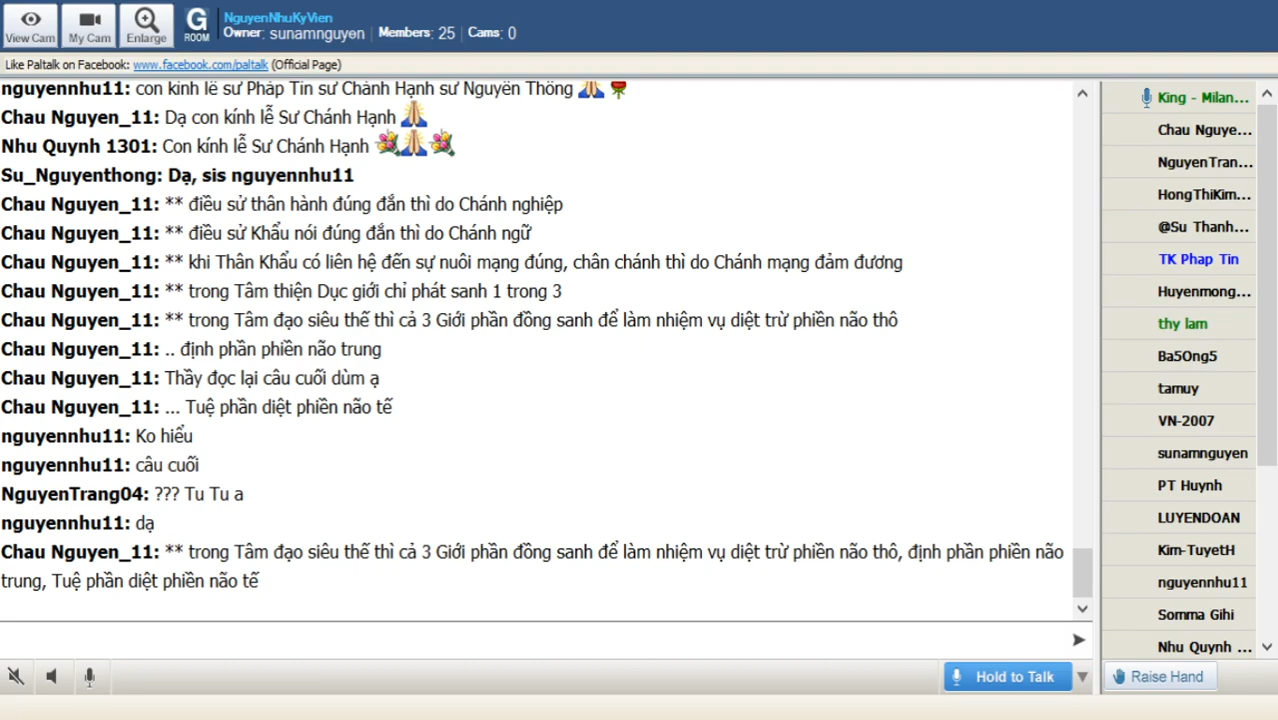 NguyenNhuKyVien
View Cam
My Cam
Enlarge
G
ROOM
Owner: sunamnguyen | Members: 25 | Cams: 0
Like Paltalk on Facebook: www.facebook.com/paltalk (Official Page)
nguyennhu11: con kính lễ sư Pháp Tín sư Chánh Hạnh sư Nguyên Thông
Chau Nguyen_11: Dạ con kính lễ Sư Chánh Hạnh
Nhu Quynh 1301: Con kính lễ Sư Chánh Hạnh
Su_Nguyenthong: Dạ, sis nguyennhu11
Chau Nguyen_11: ** điều sử thân hành đúng đắn thì do Chánh nghiệp
Chau Nguyen_11: ** điều sử Khẩu nói đúng đắn thì do Chánh ngữ
Chau Nguyen_11: ** khi Thân Khẩu có liên hệ đến sự nuôi mạng đúng, chân chánh thì do Chánh mạng đảm đương
Chau Nguyen_11: ** trong Tâm thiện Dục giới chỉ phát sanh 1 trong 3
Chau Nguyen_11: ** trong Tâm đạo siêu thế thì cả 3 Giới phần đồng sanh để làm nhiệm vụ diệt trừ phiền não thô
Chau Nguyen_11: .. định phần phiền não trung
Chau Nguyen_11: Thầy đọc lại câu cuối dùm ạ
Chau Nguyen_11: ... Tuệ phần diệt phiền não tế
nguyennhu11: Ko hiểu
nguyennhu11: câu cuối
NguyenTrang04: ??? Tu Tu a
nguyennhu11: dạ
Chau Nguyen_11: ** trong Tâm đạo siêu thế thì cả 3 Giới phần đồng sanh để làm nhiệm vụ diệt trừ phiền não thô, định phần phiền não
trung, Tuệ phần diệt phiền não tế
King - Milan...
Chau Nguye...
NguyenTran...
HongThiKim...
@Su Thanh...
TK Phap Tin
Huyenmong...
thy lam
Ba5Ong5
tamuy
VN-2007
sunamnguyen
PT Huynh
LUYENDOAN
Kim-TuyetH
nguyennhu11
Somma Gihi
Nhu Quynh ...
Hold to Talk
Raise Hand